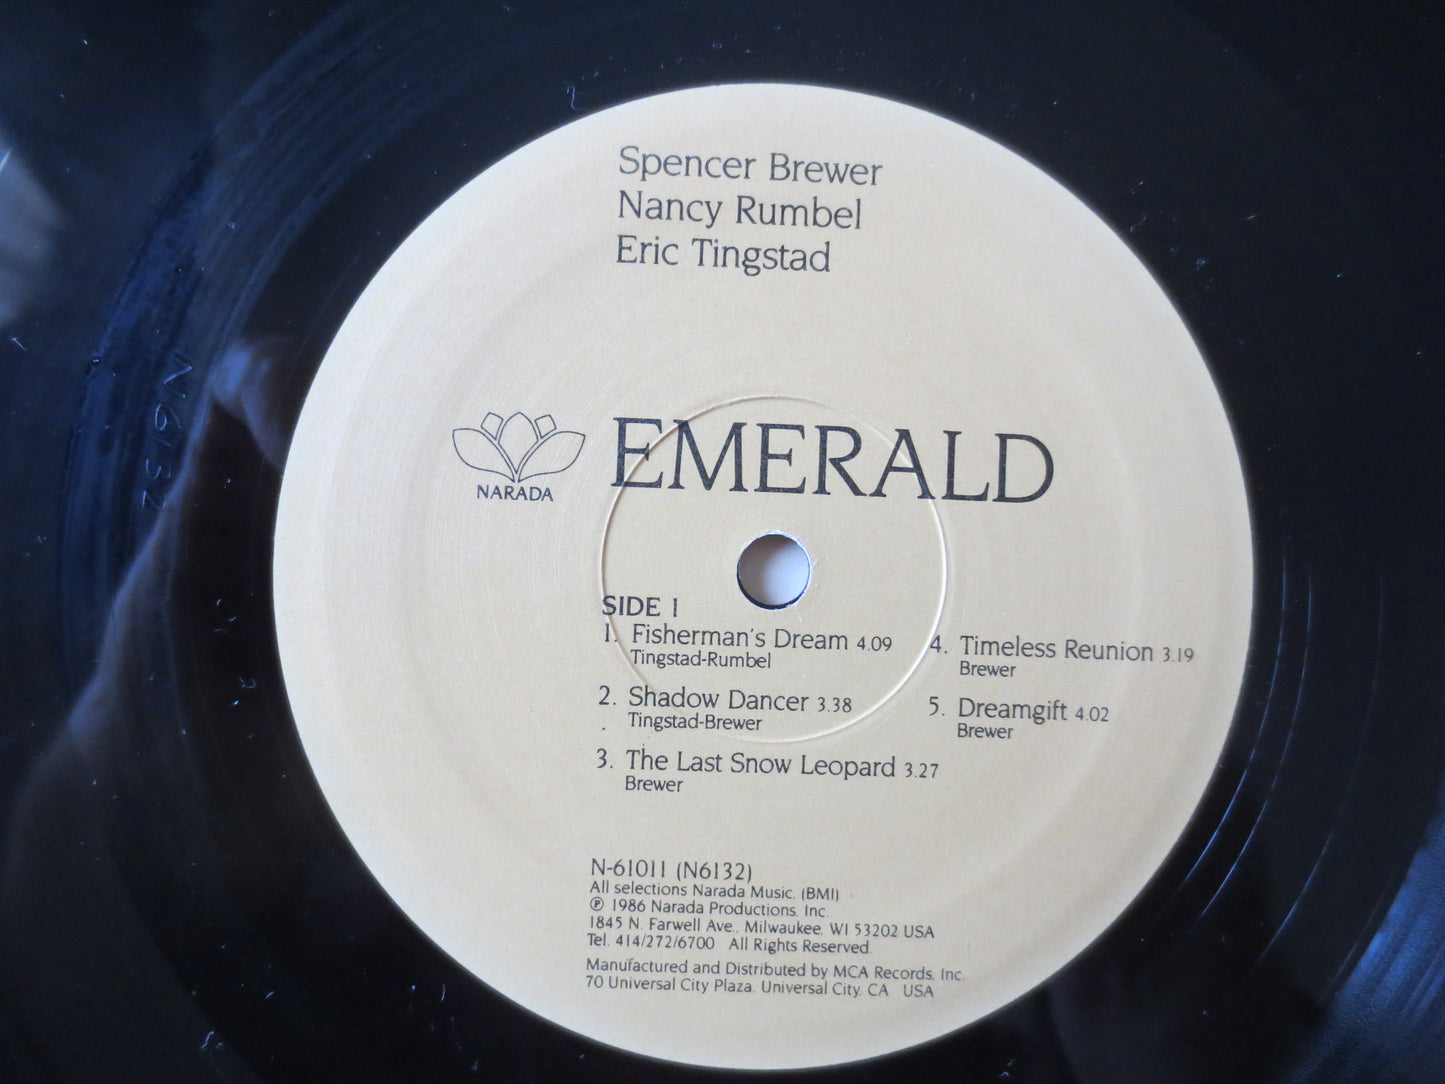 Spencer Brewer
Nancy Rumbel
Eric Tingstad
NARADA
EMERALD
SIDE 1
1. Fisherman's Dream 4.09
Tingstad-Rumbel
2. Shadow Dancer 3.38
Tingstad-Brewer
3. The Last Snow Leopard 3.27
Brewer
4. Timeless Reunion 3.19
Brewer
5. Dreamgift 4.02
Brewer
N-61011 (N6132)
All selections Narada Music, (BMI)
℗ 1986 Narada Productions, Inc.
1845 N. Farwell Ave., Milwaukee, WI 53202 USA
Tel. 414/272/6700 All Rights Reserved.
Manufactured and Distributed by MCA Records, Inc.
70 Universal City Plaza, Universal City, CA USA
N6132